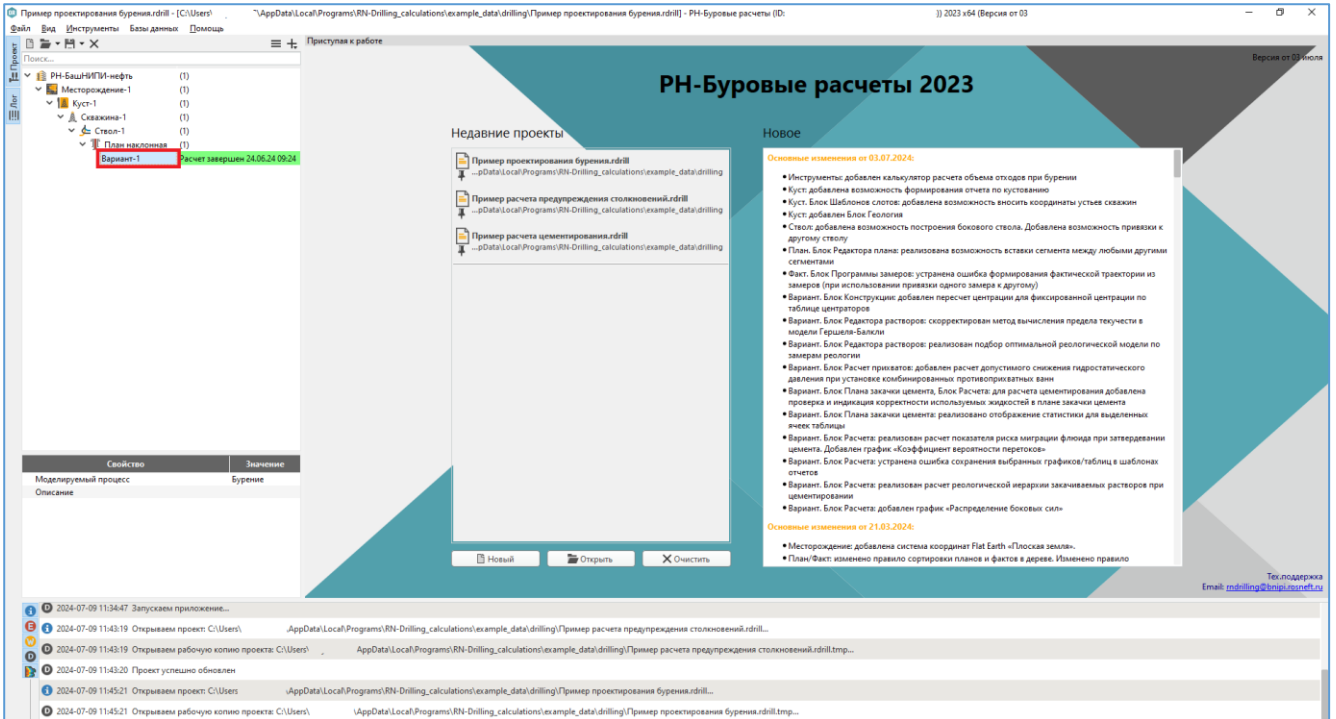 Пример проектирования бурения.rdrill - [C:\Users\ \AppData\Local\Programs\RN-Drilling_calculations\example_data\drilling\Пример проектирования бурения.rdrill] - РН-Буровые расчеты (ID: )) 2023 x64 (Версия от 03
Файл Вид Инструменты Базы данных Помощь
Проект
Лог
Поиск...
РН-БашНИПИ-нефть (1)
Месторождение-1 (1)
Куст-1 (1)
Скважина-1 (1)
Ствол-1 (1)
План наклонная (1)
Вариант-1 Расчет завершен 24.06.24 09:24
Свойство Значение
Моделируемый процесс Бурение
Описание
Приступая к работе
Версия от 03 июля
РН-Буровые расчеты 2023
Недавние проекты
Пример проектирования бурения.rdrill
...pData\Local\Programs\RN-Drilling_calculations\example_data\drilling
Пример расчета предупреждения столкновений.rdrill
...pData\Local\Programs\RN-Drilling_calculations\example_data\drilling
Пример расчета цементирования.rdrill
...pData\Local\Programs\RN-Drilling_calculations\example_data\drilling
Новый Открыть Очистить
Новое
Основные изменения от 03.07.2024:
• Инструменты: добавлен калькулятор расчета объема отходов при бурении
• Куст: добавлена возможность формирования отчета по кустованию
• Куст. Блок Шаблонов слотов: добавлена возможность вносить координаты устьев скважин
• Куст: добавлен Блок Геология
• Ствол: добавлена возможность построения бокового ствола. Добавлена возможность привязки к
другому стволу
• План. Блок Редактора плана: реализована возможность вставки сегмента между любыми другими
сегментами
• Факт. Блок Программы замеров: устранена ошибка формирования фактической траектории из
замеров (при использовании привязки одного замера к другому)
• Вариант. Блок Конструкции: добавлен пересчет центрации для фиксированной центрации по
таблице центраторов
• Вариант. Блок Редактора растворов: скорректирован метод вычисления предела текучести в
модели Гершеля-Балкли
• Вариант. Блок Редактора растворов: реализован подбор оптимальной реологической модели по
замерам реологии
• Вариант. Блок Расчет прихватов: добавлен расчет допустимого снижения гидростатического
давления при установке комбинированных противоприхватных ванн
• Вариант. Блок Плана закачки цемента, Блок Расчета: для расчета цементирования добавлена
проверка и индикация корректности используемых жидкостей в плане закачки цемента
• Вариант. Блок Плана закачки цемента: реализовано отображение статистики для выделенных
ячеек таблицы
• Вариант. Блок Расчета: реализован расчет показателя риска миграции флюида при затвердевании
цемента. Добавлен график «Коэффициент вероятности перетоков»
• Вариант. Блок Расчета: устранена ошибка сохранения выбранных графиков/таблиц в шаблонах
отчетов
• Вариант. Блок Расчета: реализован расчет реологической иерархии закачиваемых растворов при
цементировании
• Вариант. Блок Расчета: добавлен график «Распределение боковых сил»
Основные изменения от 21.03.2024:
• Месторождение: добавлена система координат Flat Earth «Плоская земля».
• План/Факт: изменено правило сортировки планов и фактов в дереве. Изменено правило
Тех.поддержка
Email: rndrilling@bnipi.rosneft.ru
2024-07-09 11:34:47 Запускаем приложение...
2024-07-09 11:43:19 Открываем проект: C:\Users\ .AppData\Local\Programs\RN-Drilling_calculations\example_data\drilling\Пример расчета предупреждения столкновений.rdrill...
2024-07-09 11:43:19 Открываем рабочую копию проекта: C:\Users\ AppData\Local\Programs\RN-Drilling_calculations\example_data\drilling\Пример расчета предупреждения столкновений.rdrill.tmp...
2024-07-09 11:43:20 Проект успешно обновлен
2024-07-09 11:45:21 Открываем проект: C:\Users \AppData\Local\Programs\RN-Drilling_calculations\example_data\drilling\Пример проектирования бурения.rdrill...
2024-07-09 11:45:21 Открываем рабочую копию проекта: C:\Users\ \AppData\Local\Programs\RN-Drilling_calculations\example_data\drilling\Пример проектирования бурения.rdrill.tmp...